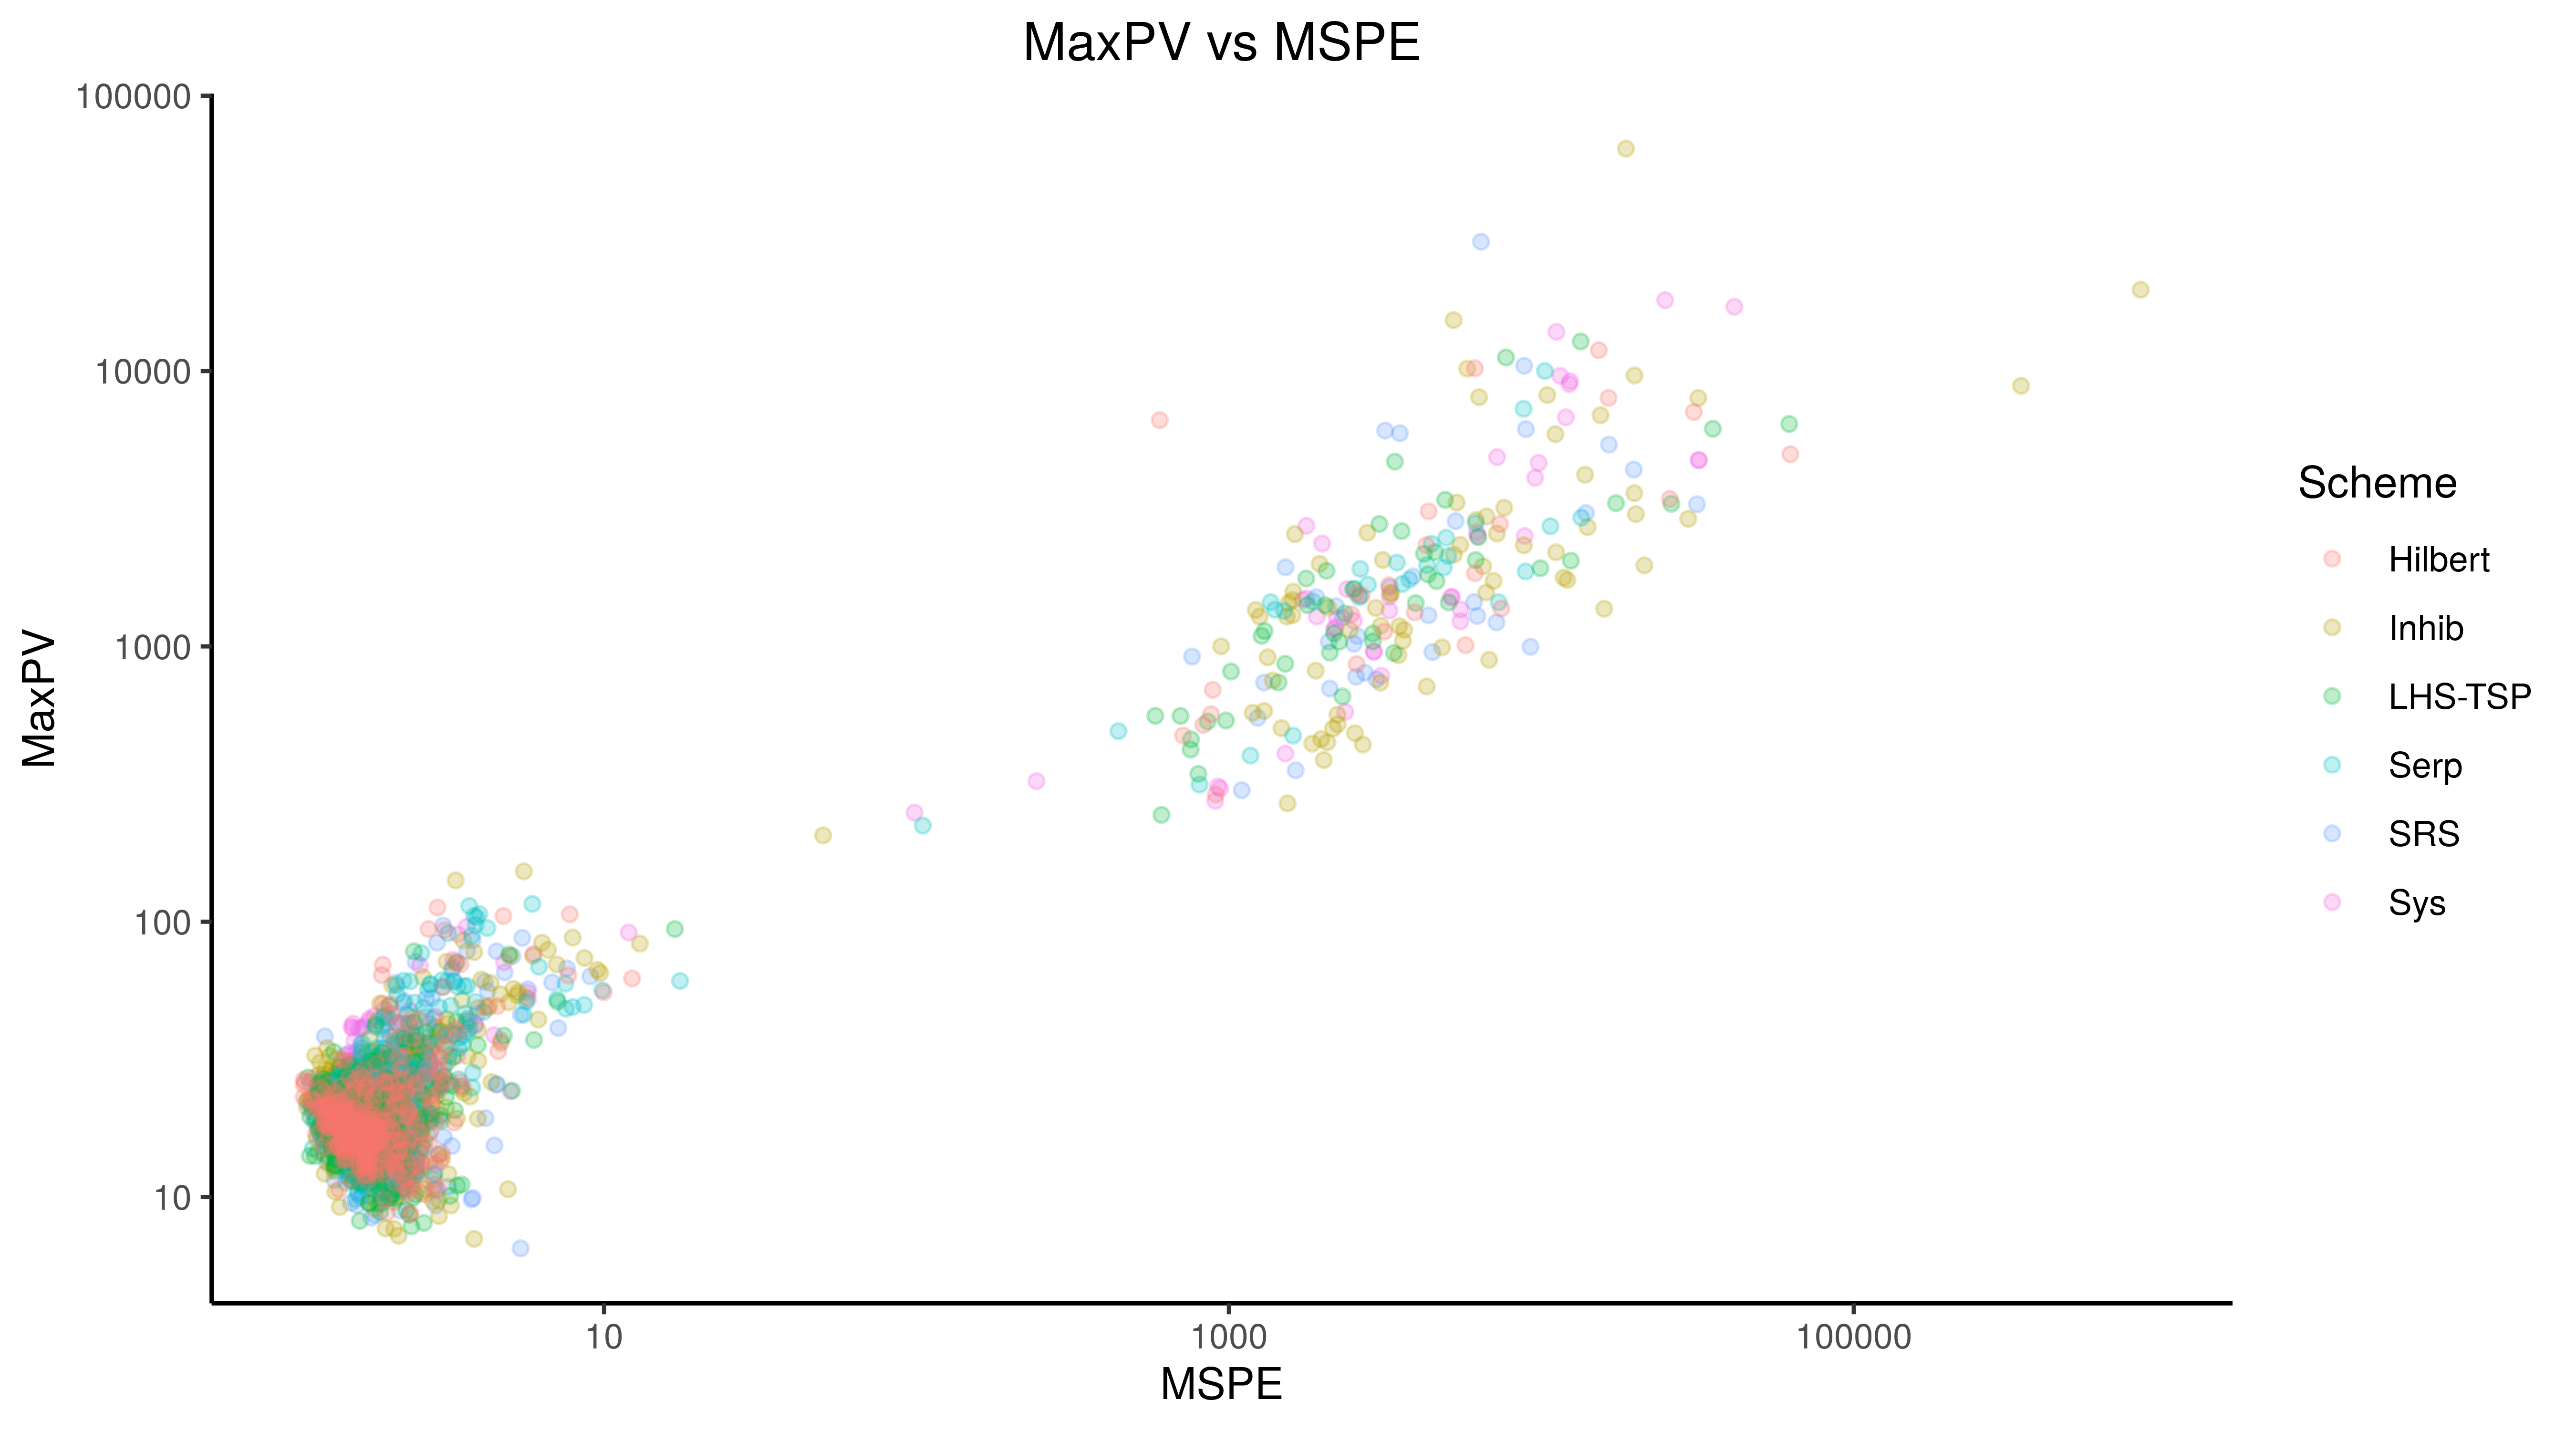 MaxPV vs MSPE
100000
10000
1000
100
10
MaxPV
10
1000
100000
MSPE
Scheme
Hilbert
Inhib
LHS-TSP
Serp
SRS
Sys